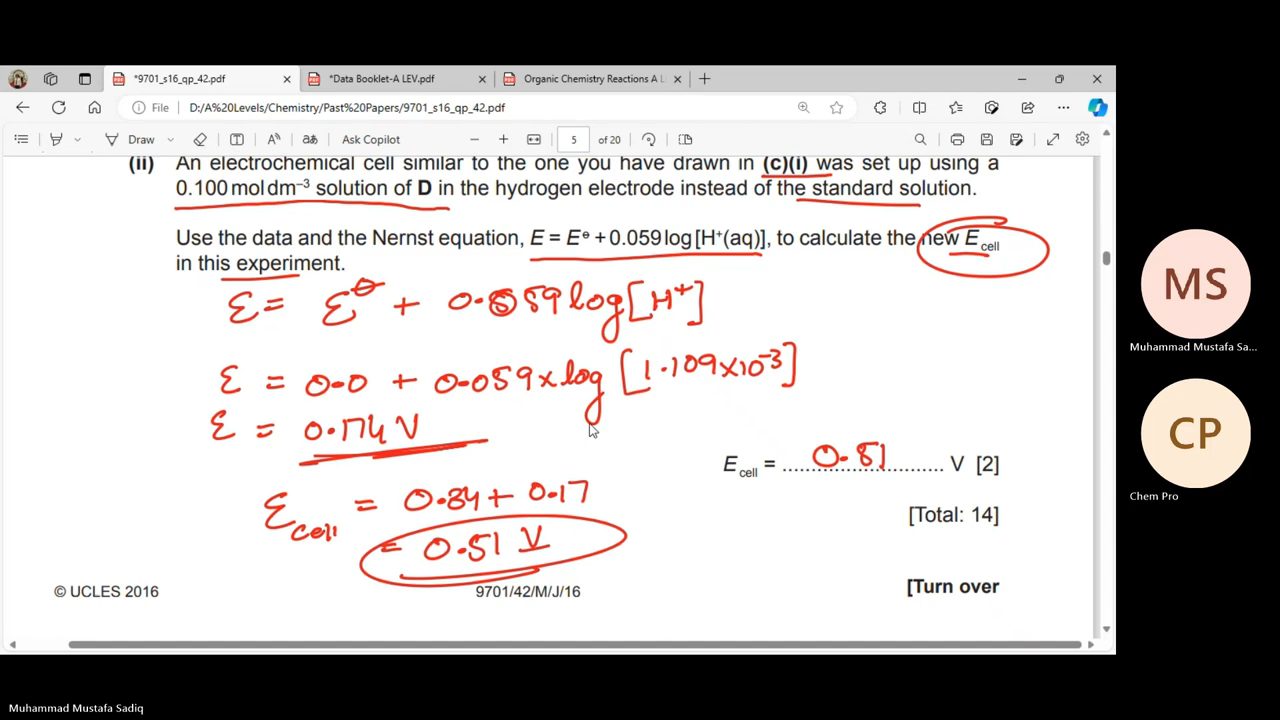 *9701_s16_qp_42.pdf
*Data Booklet-A LEV.pdf
Organic Chemistry Reactions A L
File D:/A%20Levels/Chemistry/Past%20Papers/9701_s16_qp_42.pdf
Draw
Ask Copilot
5 of 20
(ii) An electrochemical cell similar to the one you have drawn in (c)(i) was set up using a
0.100 mol dm⁻³ solution of D in the hydrogen electrode instead of the standard solution.
Use the data and the Nernst equation, E = E⦵ + 0.059 log [H⁺(aq)], to calculate the new E cell
in this experiment.
E = E⦵ + 0.059 log [H⁺]
E = 0.0 + 0.059 x log [1.109 x 10⁻³]
E = 0.174 V
E cell = 0.51 V [2]
E cell = 0.34 + 0.17
[Total: 14]
= 0.51 V
© UCLES 2016
9701/42/M/J/16
[Turn over
MS
Muhammad Mustafa Sa...
CP
Chem Pro
Muhammad Mustafa Sadiq